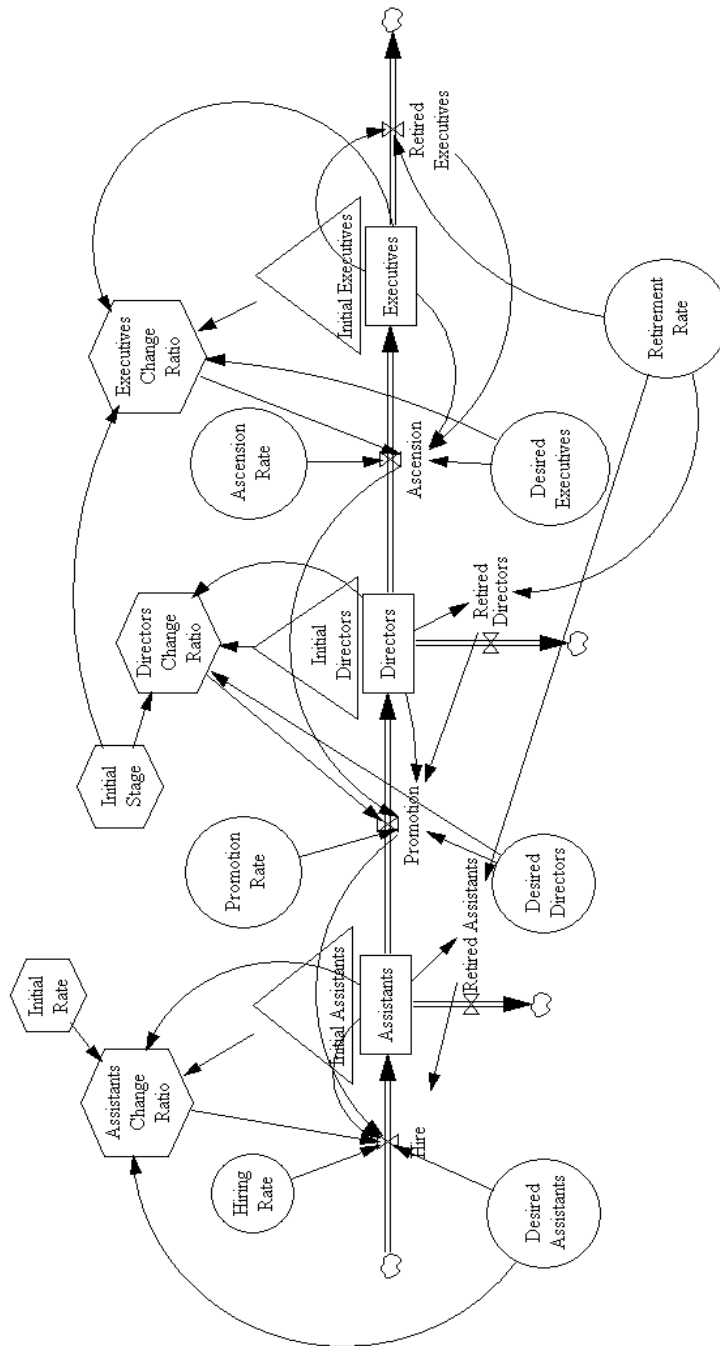 Initial
Rate
Initial
Stage
Assistants
Change
Ratio
Directors
Change
Ratio
Executives
Change
Ratio
Hiring
Rate
Promotion
Rate
Ascension
Rate
Initial Assistants
Initial
Directors
Initial Executives
Assistants
Directors
Executives
Hire
Promotion
Ascension
Retired
Executives
Retired Assistants
Retired
Directors
Desired
Assistants
Desired
Directors
Desired
Executives
Retirement
Rate